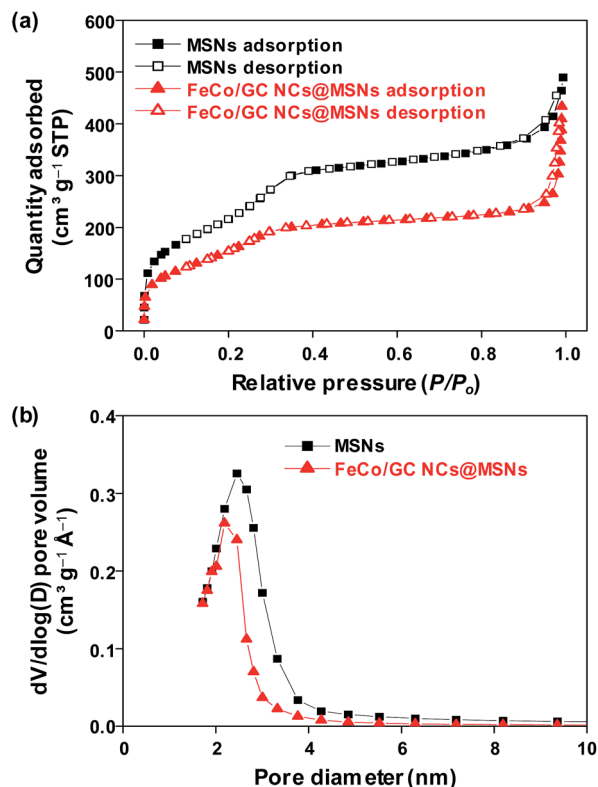 (a)
600
500
400
300
200
100
0
Quantity adsorbed
(cm³ g⁻¹ STP)
MSNs adsorption
MSNs desorption
FeCo/GC NCs@MSNs adsorption
FeCo/GC NCs@MSNs desorption
0.0 0.2 0.4 0.6 0.8 1.0
Relative pressure (P/Pₒ)
(b)
0.4
0.3
0.2
0.1
0.0
dV/dlog(D) pore volume
(cm³ g⁻¹ Å⁻¹)
MSNs
FeCo/GC NCs@MSNs
0 2 4 6 8 10
Pore diameter (nm)